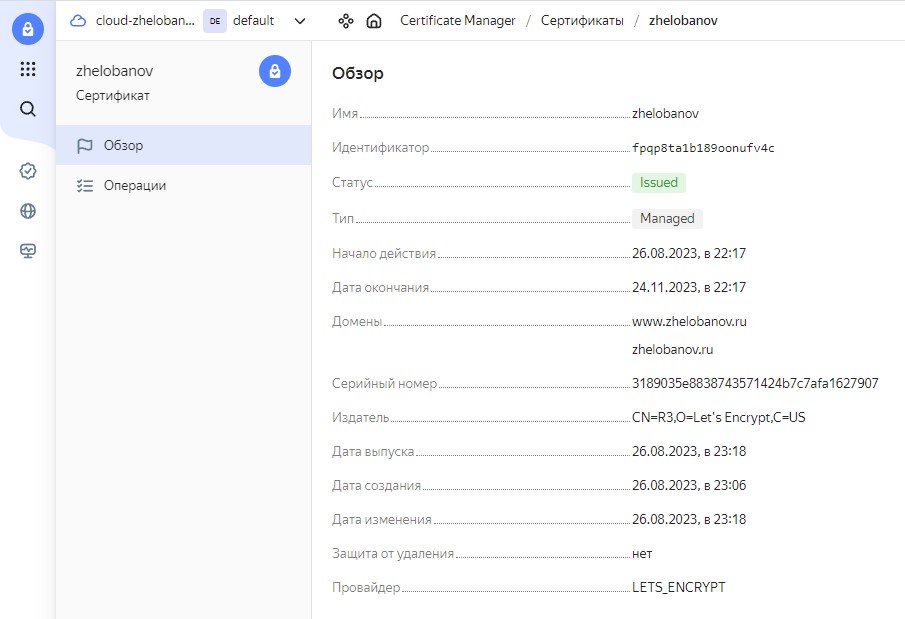 cloud-zheloban... DE default Certificate Manager / Сертификаты / zhelobanov
zhelobanov
Сертификат
Обзор
Операции
Обзор
Имя zhelobanov
Идентификатор fpqp8ta1b189oonufv4c
Статус Issued
Тип Managed
Начало действия 26.08.2023, в 22:17
Дата окончания 24.11.2023, в 22:17
Домены www.zhelobanov.ru
zhelobanov.ru
Серийный номер 3189035e8838743571424b7c7afa1627907
Издатель CN=R3,O=Let's Encrypt,C=US
Дата выпуска 26.08.2023, в 23:18
Дата создания 26.08.2023, в 23:06
Дата изменения 26.08.2023, в 23:18
Защита от удаления нет
Провайдер LETS_ENCRYPT